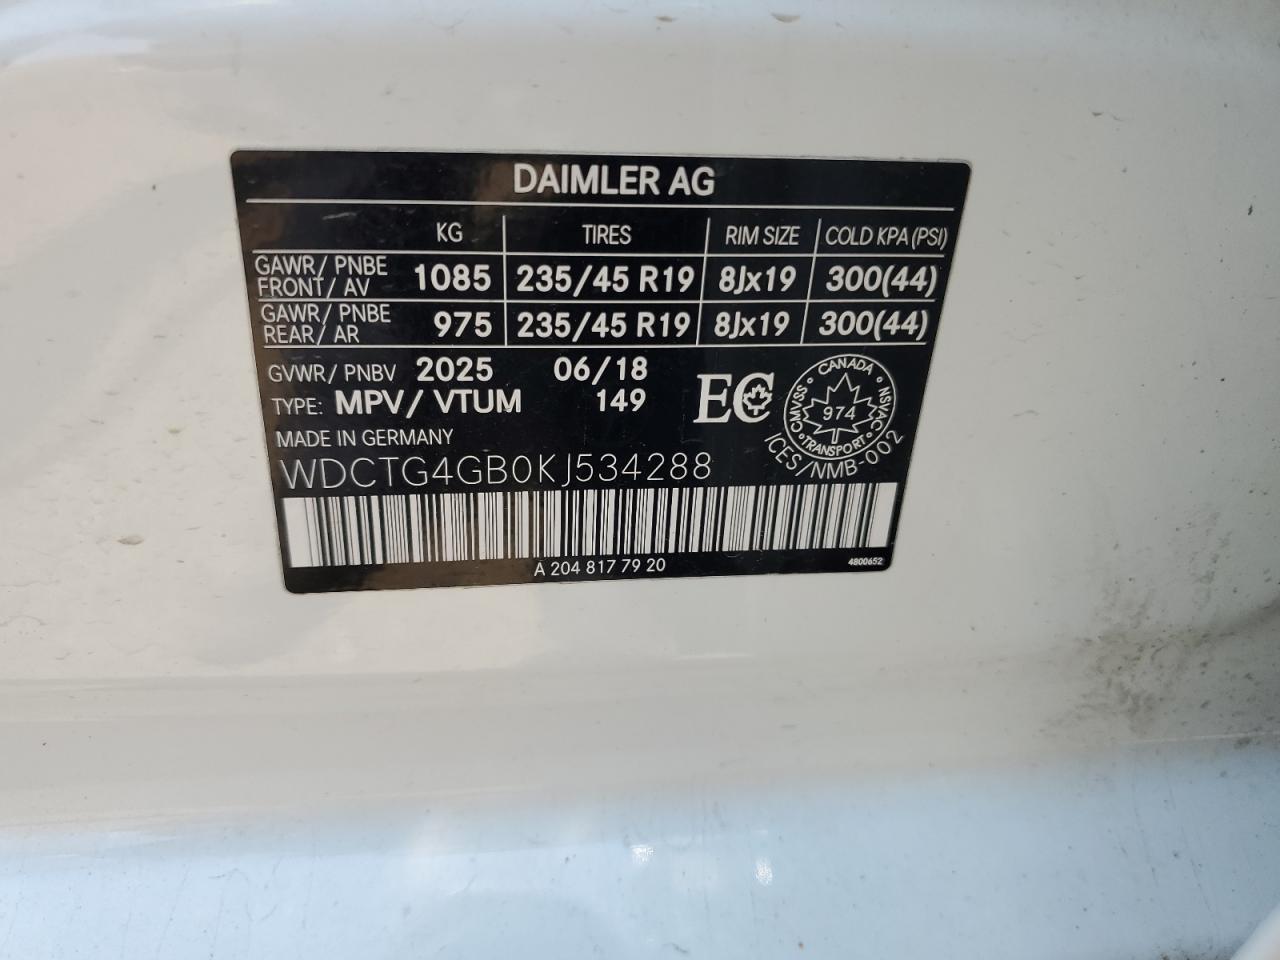 DAIMLER AG
KG TIRES RIM SIZE COLD KPA (PSI)
GAWR/ PNBE FRONT/ AV 1085 235/45 R19 8Jx19 300(44)
GAWR/ PNBE REAR/ AR 975 235/45 R19 8Jx19 300(44)
GVWR/ PNBV 2025 06/18
TYPE: MPV/ VTUM 149
EC
CANADA
CMVSS
NSVAC
974
TRANSPORT
ICES/NMB-002
MADE IN GERMANY
WDCTG4GB0KJ534288
A 204 817 79 20
4800652